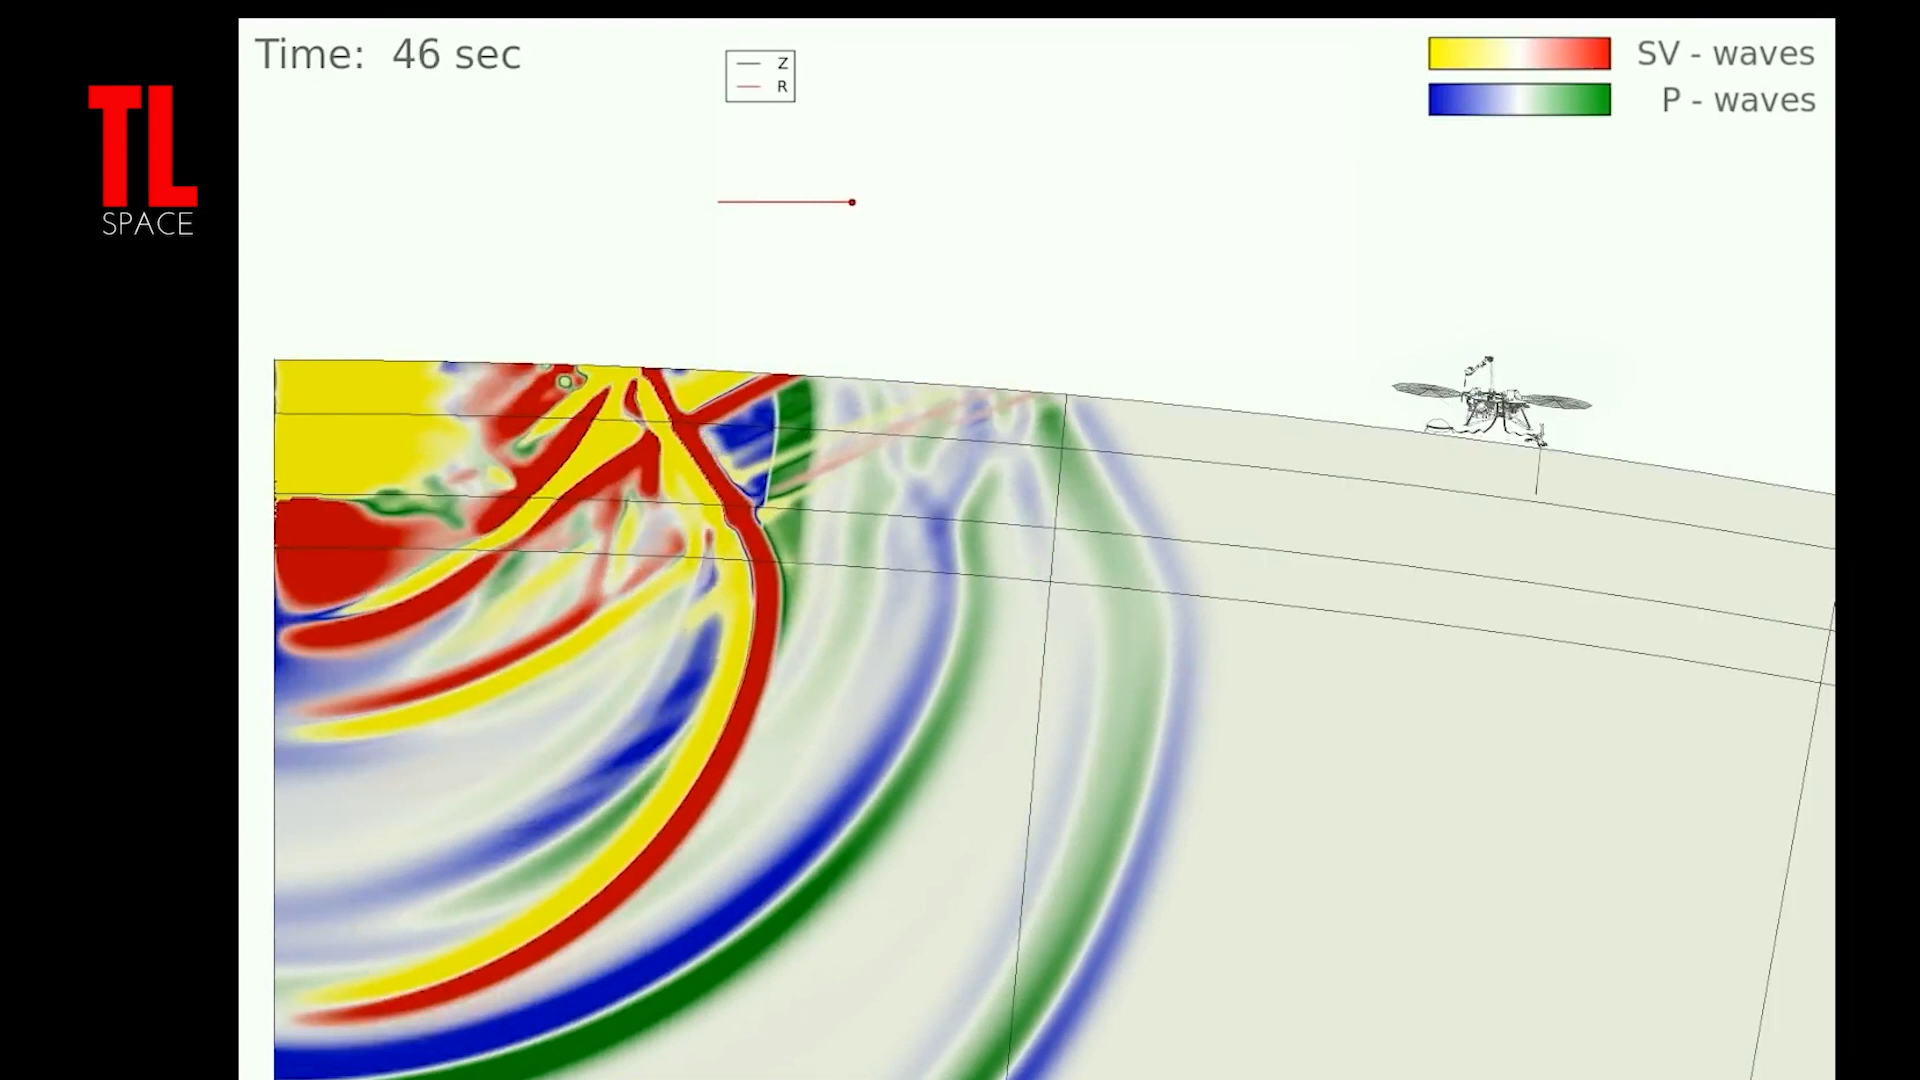 Time: 46 sec
Z
R
SV - waves
P - waves
TL
SPACE